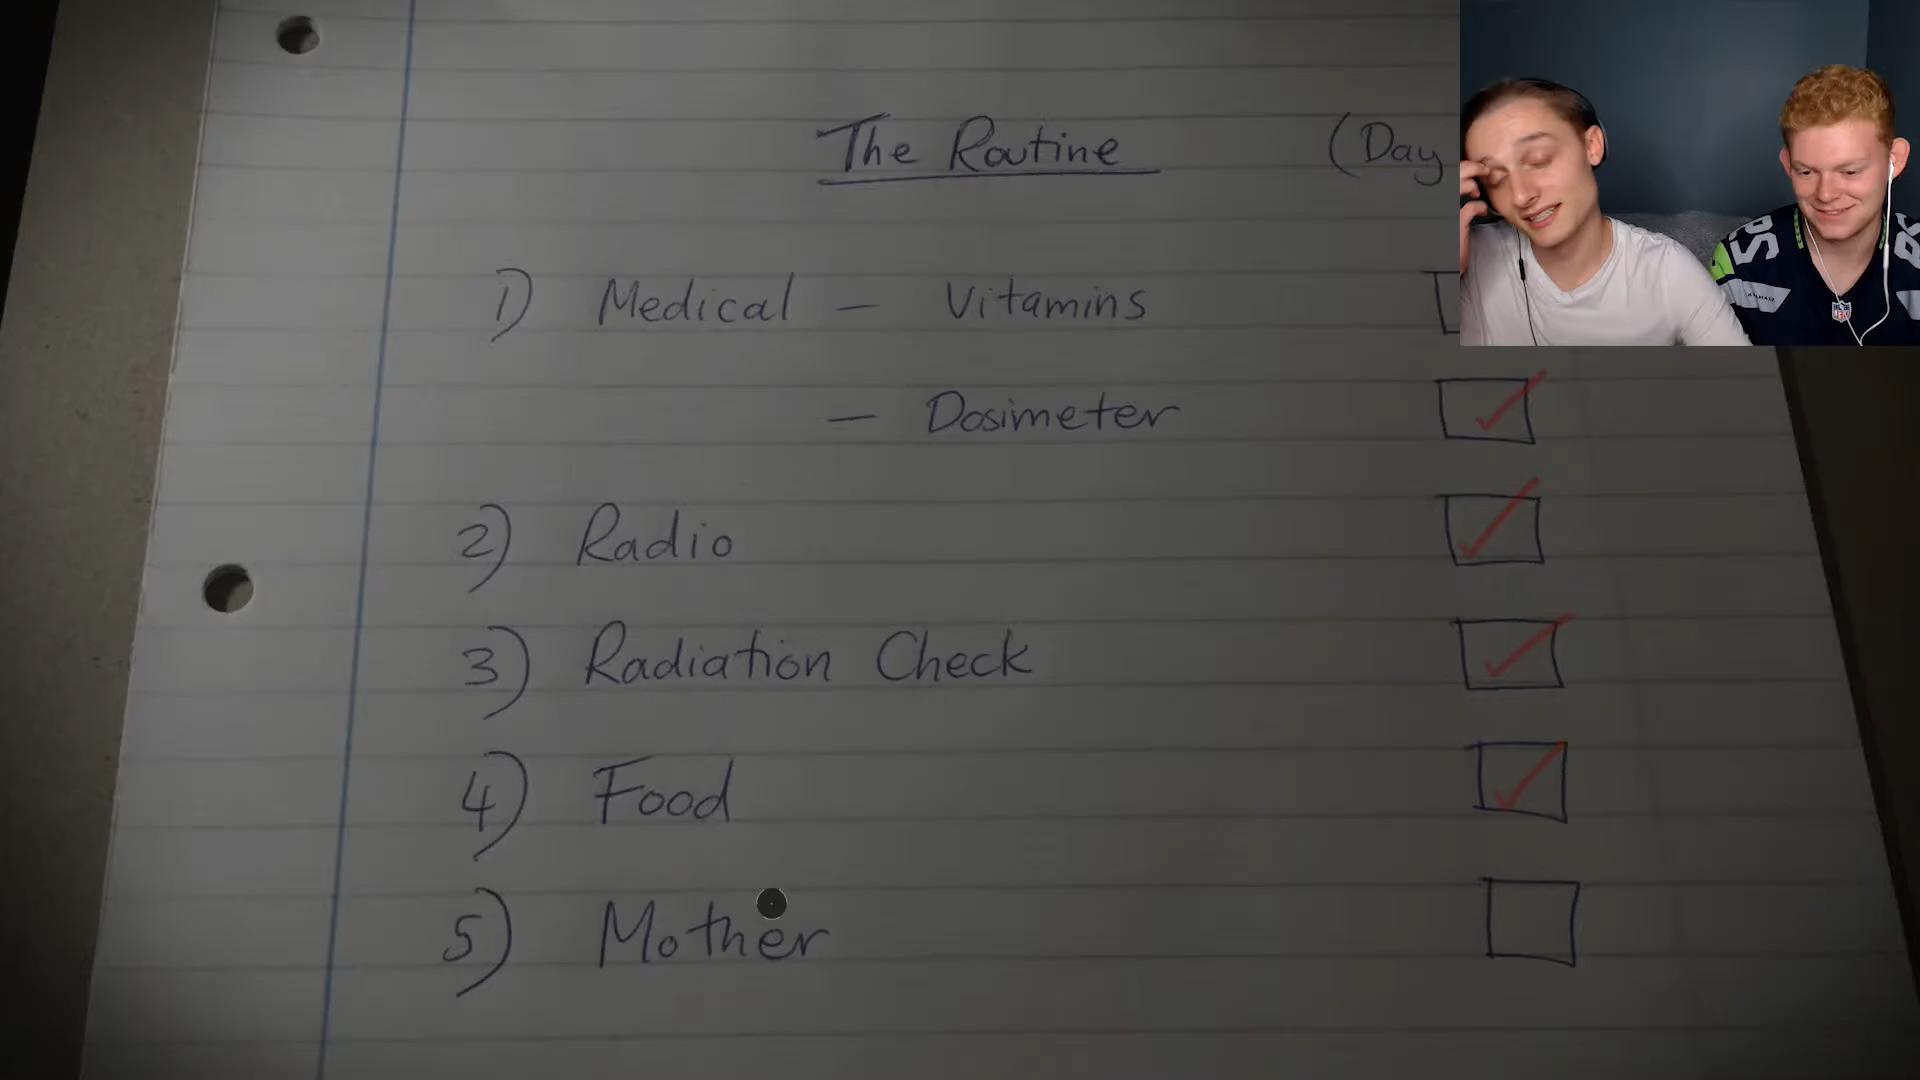 The Routine (Day
1) Medical - Vitamins
- Dosimeter
2) Radio
3) Radiation Check
4) Food
5) Mother